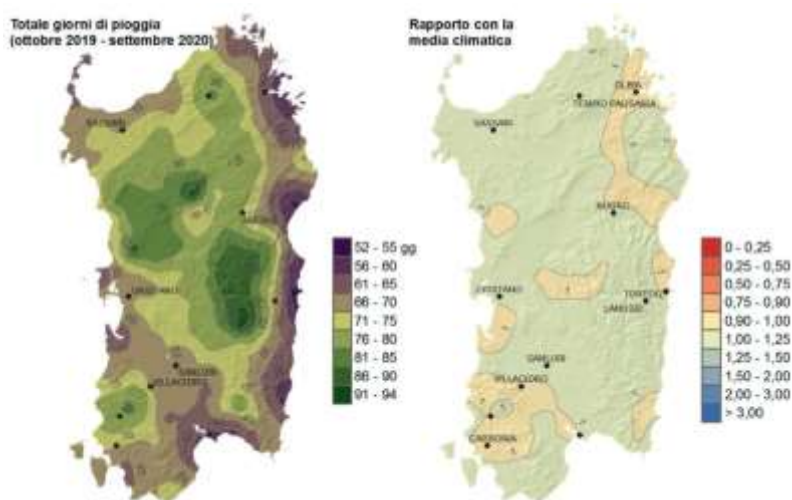 Totale giorni di pioggia
(ottobre 2019 - settembre 2020)
SASSARI
NUORO
ORISTANO
SANLURI
VILLACIDRO
52 - 55 gg
56 - 60
61 - 65
66 - 70
71 - 75
76 - 80
81 - 85
86 - 90
91 - 94
Rapporto con la
media climatica
OLBIA
TEMPIO PAUSANIA
SASSARI
NUORO
ORISTANO
TORTOLÌ
LANUSEI
SANLURI
VILLACIDRO
CARBONIA
0 - 0,25
0,25 - 0,50
0,50 - 0,75
0,75 - 0,90
0,90 - 1,00
1,00 - 1,25
1,25 - 1,50
1,50 - 2,00
2,00 - 3,00
> 3,00